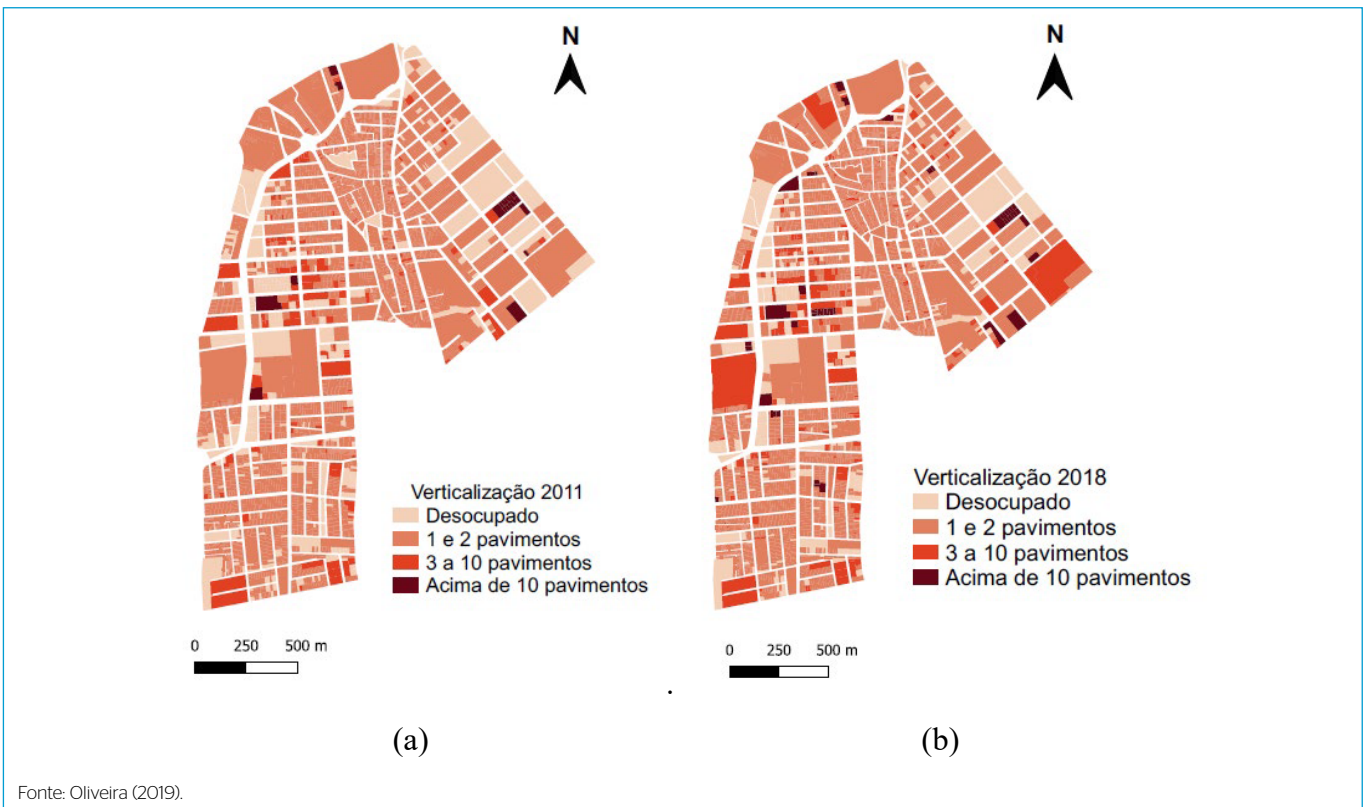 N
Verticalização 2011
Desocupado
1 e 2 pavimentos
3 a 10 pavimentos
Acima de 10 pavimentos
0 250 500 m
N
Verticalização 2018
Desocupado
1 e 2 pavimentos
3 a 10 pavimentos
Acima de 10 pavimentos
0 250 500 m
.
(a)
(b)
Fonte: Oliveira (2019).